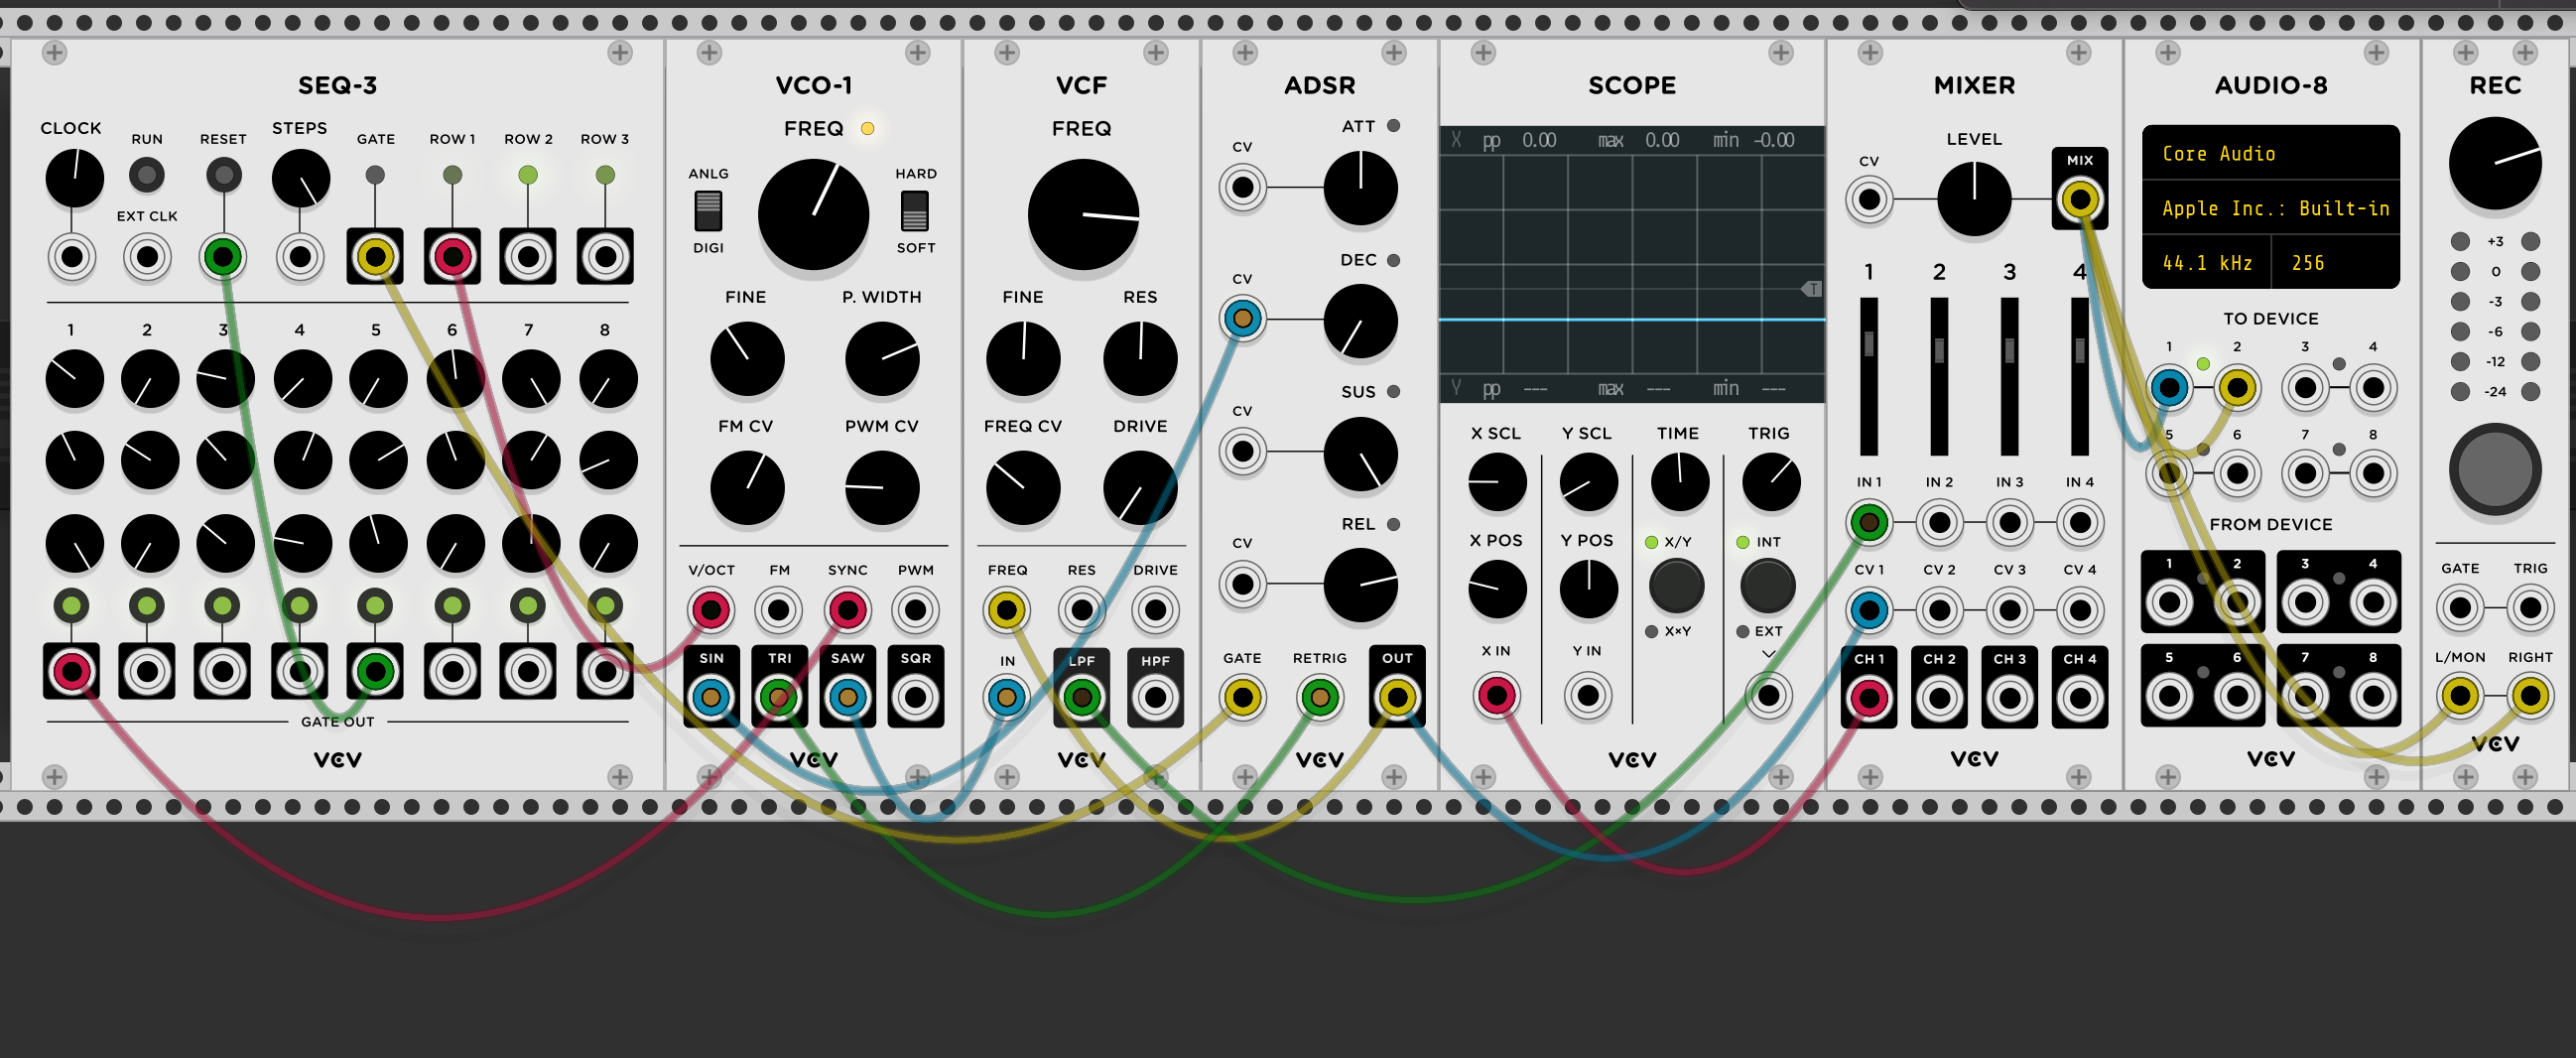 SEQ-3
CLOCK RUN RESET STEPS GATE ROW 1 ROW 2 ROW 3
EXT CLK
1 2 3 4 5 6 7 8
GATE OUT
VCV
VCO-1
FREQ
ANLG HARD
DIGI SOFT
FINE P. WIDTH
FM CV PWM CV
V/OCT FM SYNC PWM
SIN TRI SAW SQR
VCV
VCF
FREQ
FINE RES
FREQ CV DRIVE
FREQ RES DRIVE
IN LPF HPF
VCV
ADSR
ATT
CV
DEC
CV
SUS
CV
REL
CV
GATE RETRIG OUT
VCV
SCOPE
X pp 0.00 max 0.00 min -0.00
T
Y pp --- max --- min ---
X SCL Y SCL TIME TRIG
X POS Y POS X/Y INT
X×Y EXT
X IN Y IN
VCV
MIXER
LEVEL
CV MIX
1 2 3 4
IN 1 IN 2 IN 3 IN 4
CV 1 CV 2 CV 3 CV 4
CH 1 CH 2 CH 3 CH 4
VCV
AUDIO-8
Core Audio
Apple Inc.: Built-in
44.1 kHz 256
TO DEVICE
1 2 3 4
5 6 7 8
FROM DEVICE
1 2 3 4
5 6 7 8
VCV
REC
+3
0
-3
-6
-12
-24
GATE TRIG
L/MON RIGHT
VCV